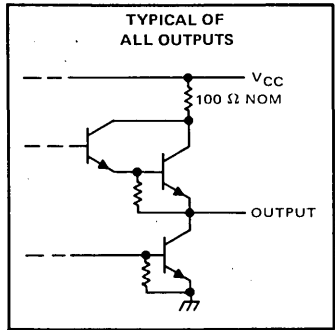 TYPICAL OF
ALL OUTPUTS
VCC
100 Ω NOM
OUTPUT